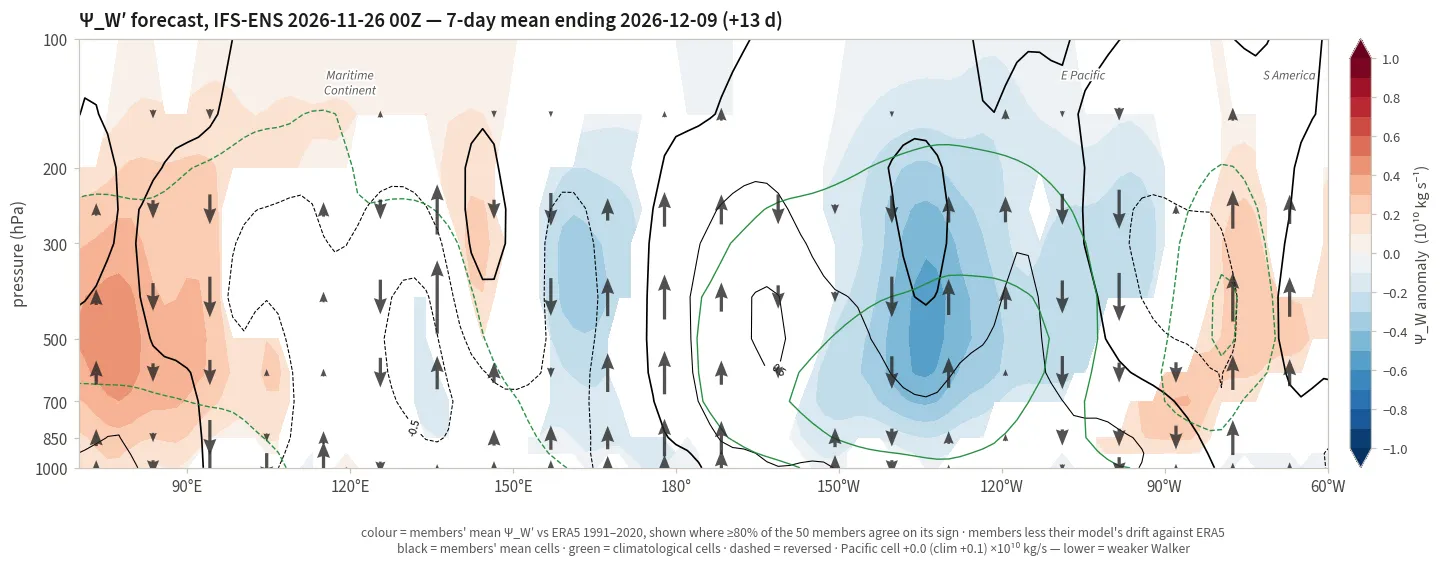 Ψ_W′ forecast, IFS-ENS 2026-11-26 00Z — 7-day mean ending 2026-12-09 (+13 d)
100
200
300
400
500
700
850
1000
pressure (hPa)
Maritime
Continent
E Pacific
S America
-0.5
90°E
120°E
150°E
180°
150°W
120°W
90°W
60°W
1.0
0.8
0.6
0.4
0.2
0.0
−0.2
−0.4
−0.6
−0.8
−1.0
Ψ_W anomaly (10¹⁰ kg s⁻¹)
colour = members' mean Ψ_W′ vs ERA5 1991–2020, shown where ≥80% of the 50 members agree on its sign · members less their model's drift against ERA5
black = members' mean cells · green = climatological cells · dashed = reversed · Pacific cell +0.0 (clim +0.1) ×10¹⁰ kg/s — lower = weaker Walker